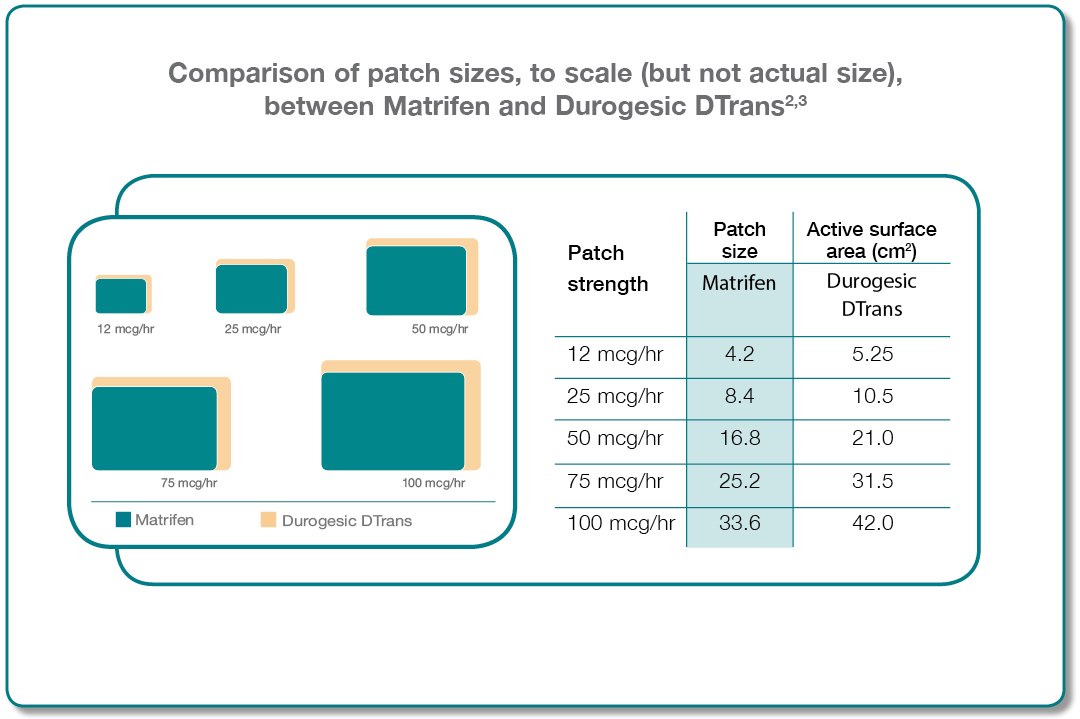 Comparison of patch sizes, to scale (but not actual size),
between Matrifen and Durogesic DTrans2,3
12 mcg/hr
25 mcg/hr
50 mcg/hr
75 mcg/hr
100 mcg/hr
Matrifen
Durogesic DTrans
Patch
strength
Patch
size
Active surface
area (cm2)
Matrifen
Durogesic
DTrans
12 mcg/hr 4.2 5.25
25 mcg/hr 8.4 10.5
50 mcg/hr 16.8 21.0
75 mcg/hr 25.2 31.5
100 mcg/hr 33.6 42.0